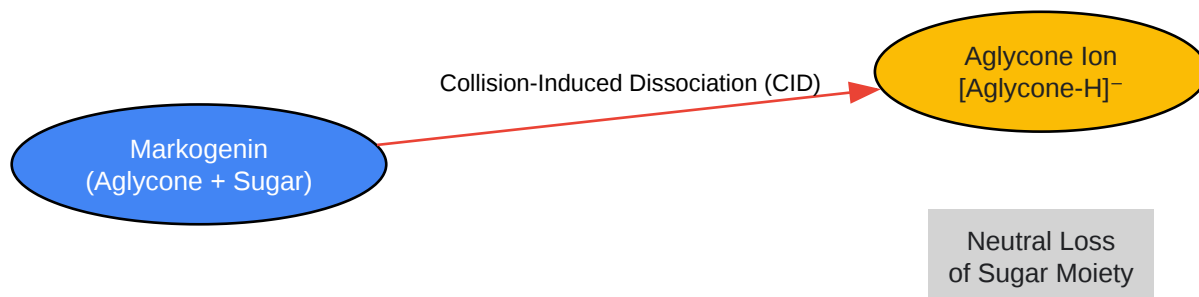 Markogenin
(Aglycone + Sugar)
Collision-Induced Dissociation (CID)
Aglycone Ion
[Aglycone-H]⁻
Neutral Loss
of Sugar Moiety